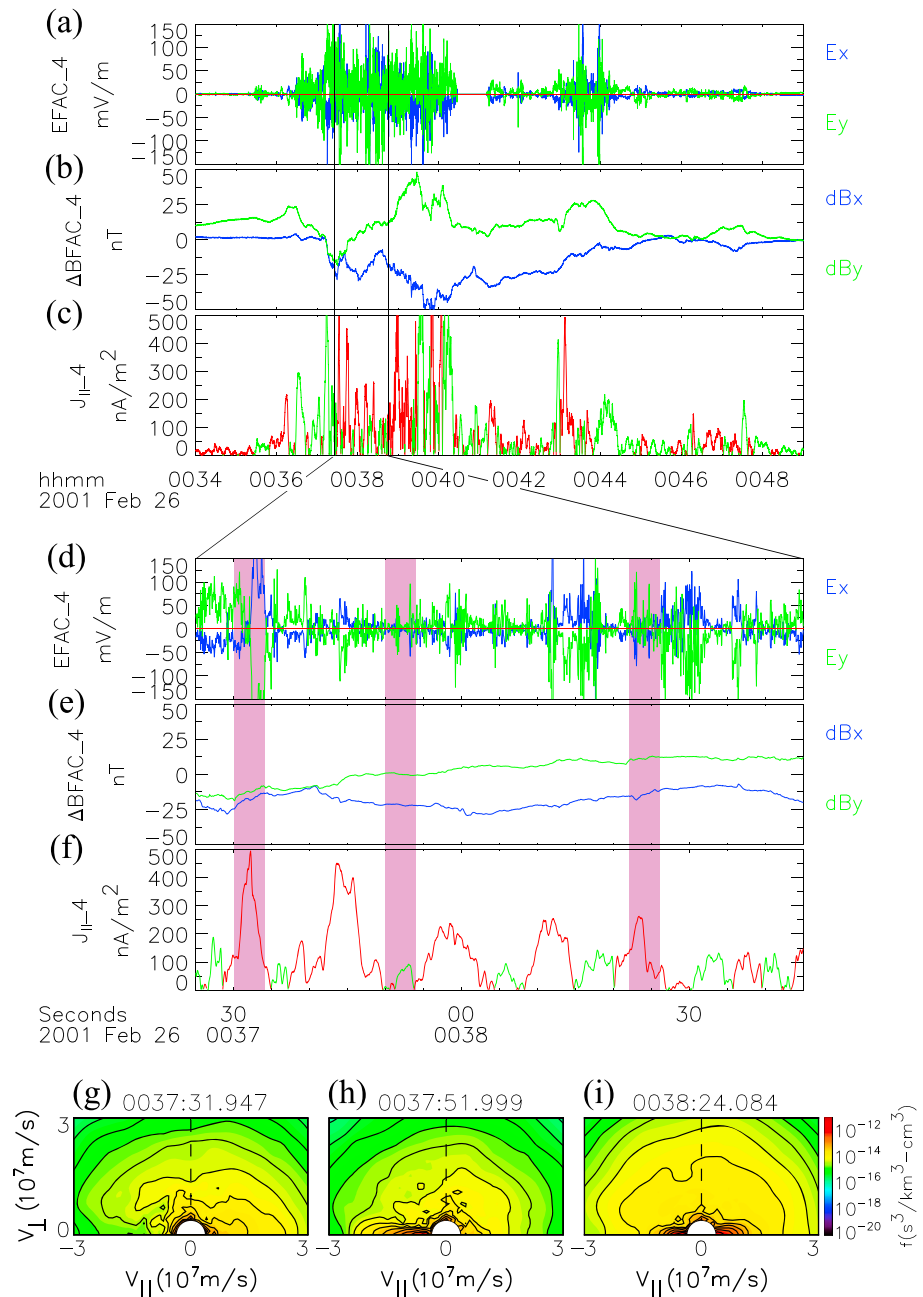 (a)
150
100
50
0
−50
−100
−150
EFAC_4
mV/m
Ex
Ey
(b)
50
25
0
−25
−50
ΔBFAC_4
nT
dBx
dBy
(c)
500
400
300
200
100
0
J||−4
nA/m²
hhmm 0034 0036 0038 0040 0042 0044 0046 0048
2001 Feb 26
(d)
150
100
50
0
−50
−100
−150
EFAC_4
mV/m
Ex
Ey
(e)
50
25
0
−25
−50
ΔBFAC_4
nT
dBx
dBy
(f)
500
400
300
200
100
0
J||−4
nA/m²
Seconds 30 00 30
2001 Feb 26 0037 0038
(g) 0037:31.947
(h) 0037:51.999
(i) 0038:24.084
3
0
V⊥ (10⁷m/s)
−3 0 3
−3 0 3
−3 0 3
V|| (10⁷m/s)
V|| (10⁷m/s)
V|| (10⁷m/s)
10⁻¹²
10⁻¹⁴
10⁻¹⁶
10⁻¹⁸
10⁻²⁰
f(s³/km³−cm³)